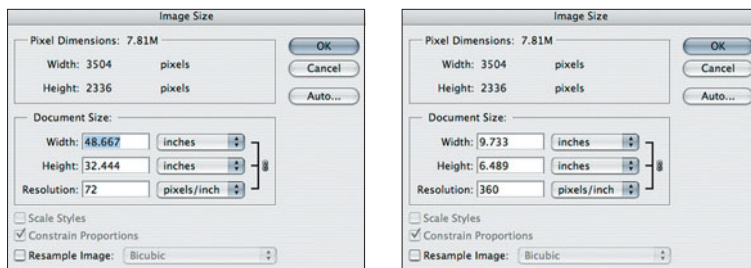 Image Size
Pixel Dimensions: 7.81M
Width: 3504 pixels
Height: 2336 pixels
Document Size:
Width: 48.667 inches
Height: 32.444 inches
Resolution: 72 pixels/inch
Scale Styles
Constrain Proportions
Resample Image: Bicubic
OK
Cancel
Auto...
Image Size
Pixel Dimensions: 7.81M
Width: 3504 pixels
Height: 2336 pixels
Document Size:
Width: 9.733 inches
Height: 6.489 inches
Resolution: 360 pixels/inch
Scale Styles
Constrain Proportions
Resample Image: Bicubic
OK
Cancel
Auto...